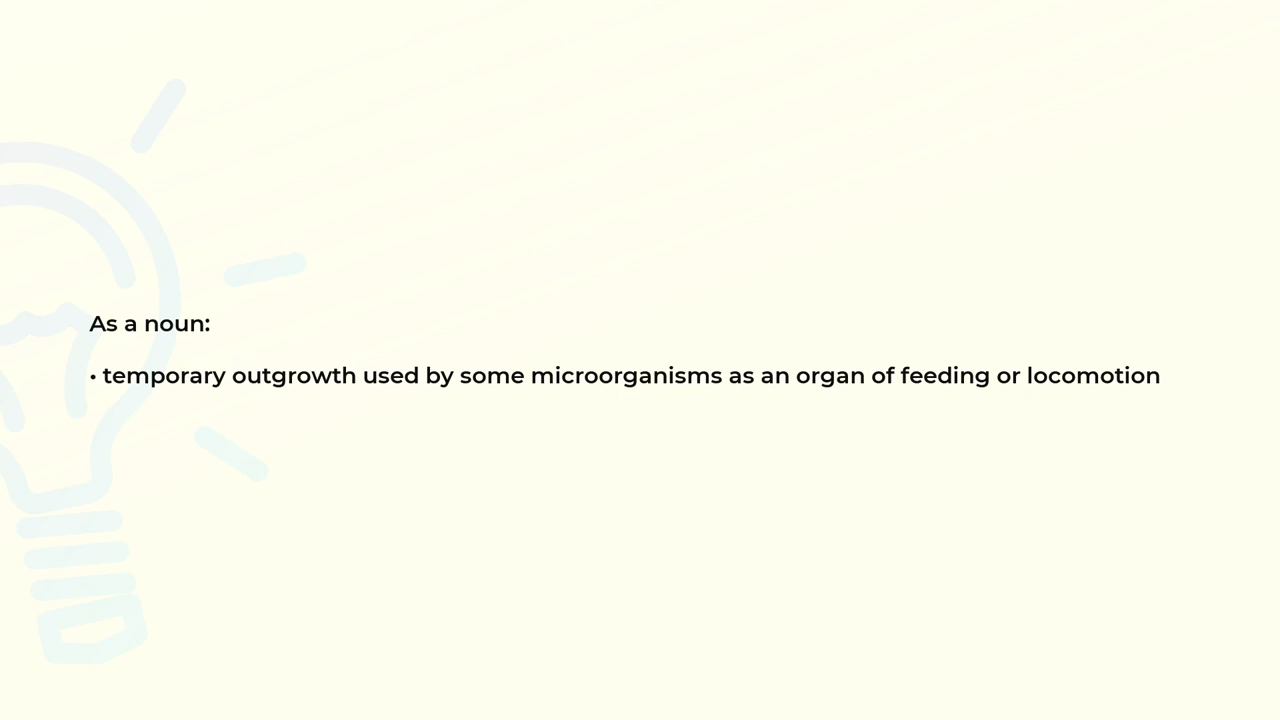 As a noun:
• temporary outgrowth used by some microorganisms as an organ of feeding or locomotion